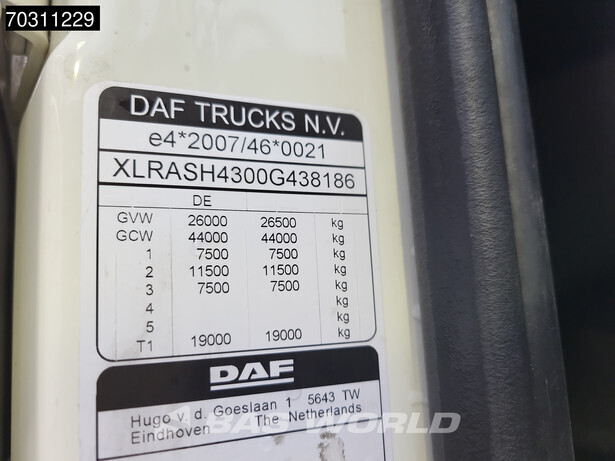 70311229
DAF TRUCKS N.V.
e4*2007/46*0021
XLRASH4300G438186
DE
GVW 26000 26500 kg
GCW 44000 44000 kg
1 7500 7500 kg
2 11500 11500 kg
3 7500 7500 kg
4 kg
5 kg
T1 19000 19000 kg
DAF
Hugo v. d. Goeslaan 1 5643 TW
Eindhoven The Netherlands
BAS WORLD